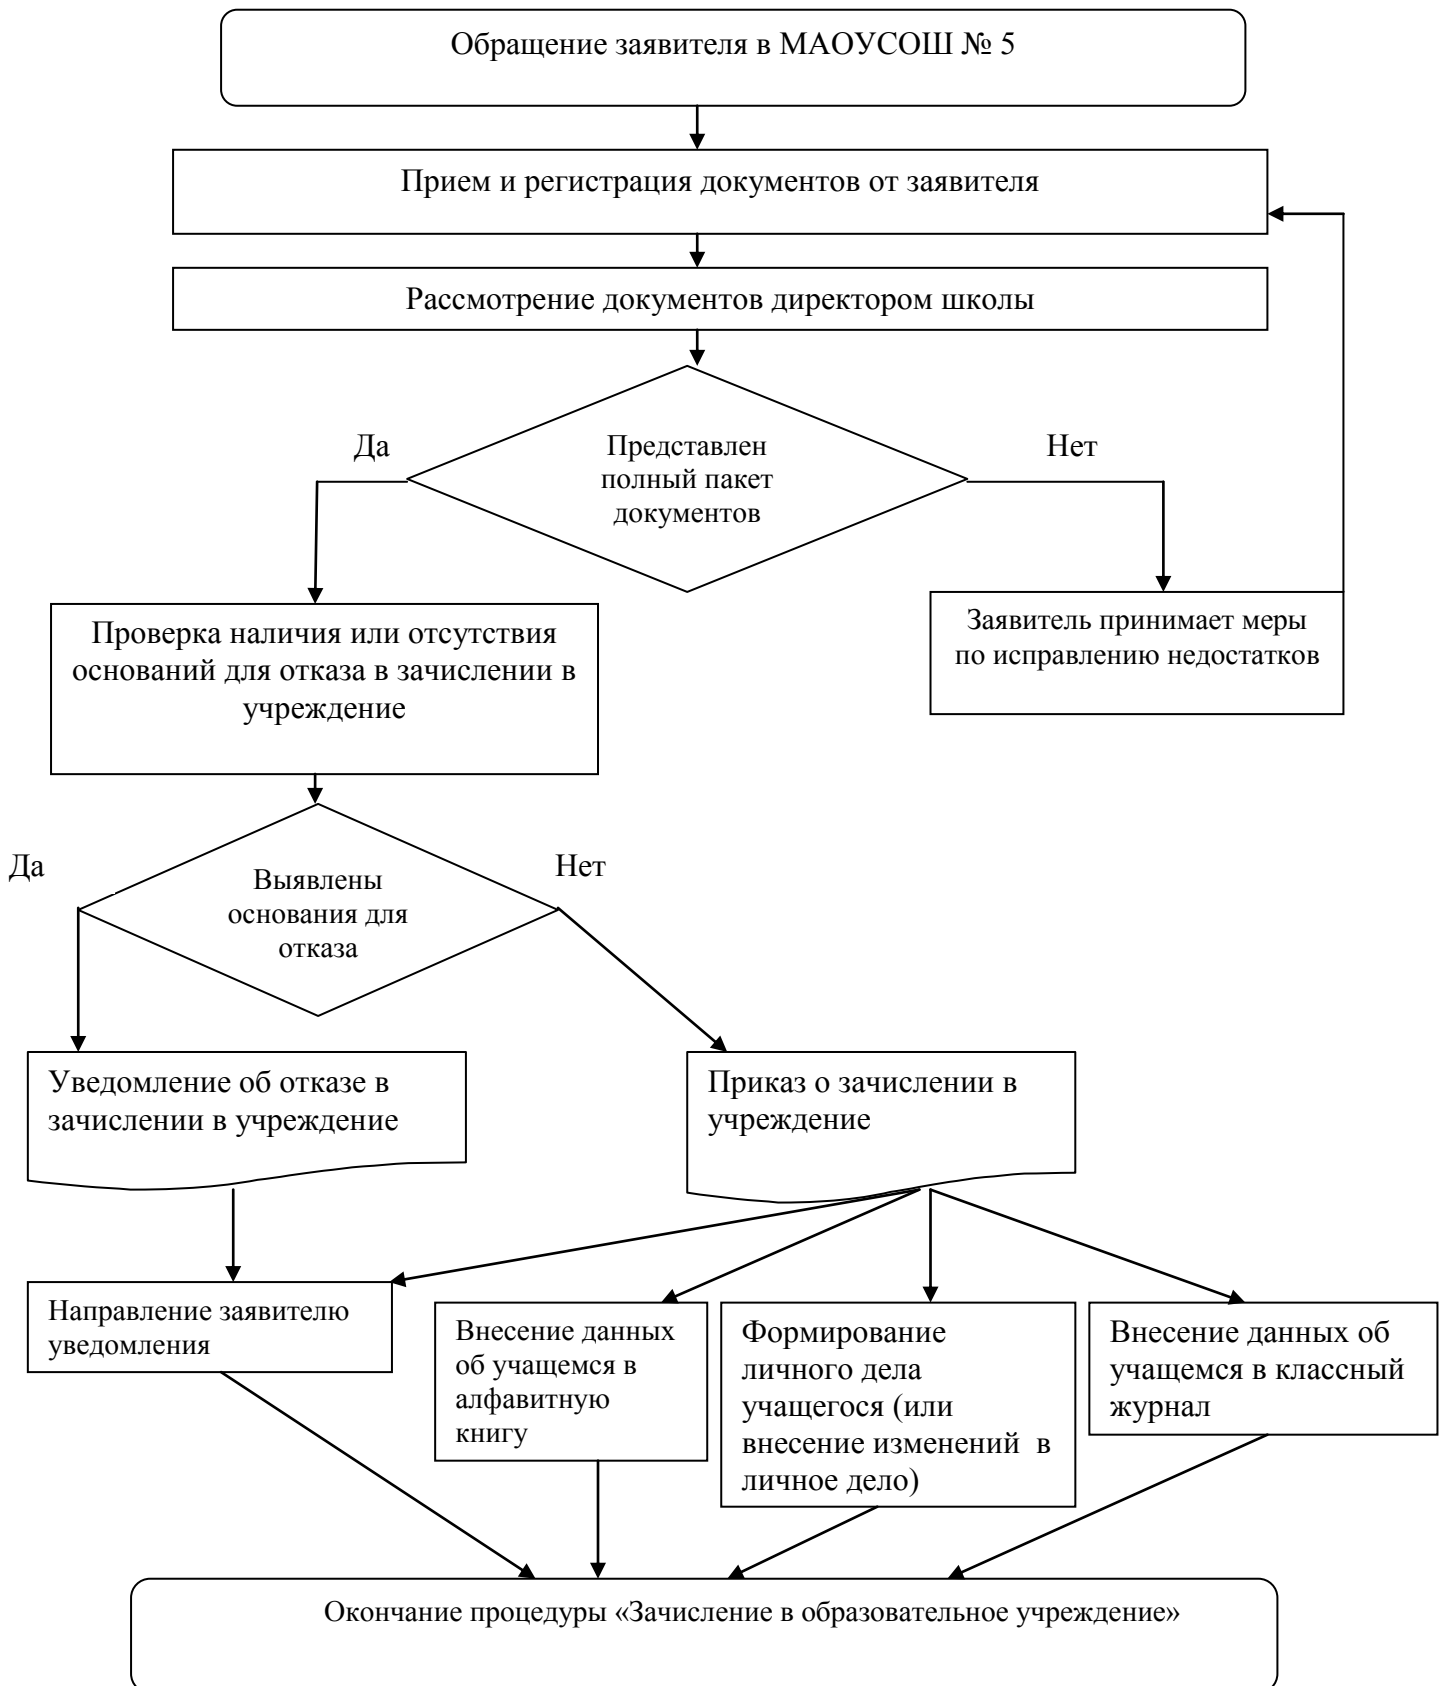 Обращение заявителя в МАОУСОШ № 5
Прием и регистрация документов от заявителя
Рассмотрение документов директором школы
Да
Представлен
полный пакет
документов
Нет
Проверка наличия или отсутствия
оснований для отказа в зачислении в
учреждение
Заявитель принимает меры
по исправлению недостатков
Да
Выявлены
основания для
отказа
Нет
Уведомление об отказе в
зачислении в учреждение
Приказ о зачислении в
учреждение
Направление заявителю
уведомления
Внесение данных
об учащемся в
алфавитную
книгу
Формирование
личного дела
учащегося (или
внесение изменений в
личное дело)
Внесение данных об
учащемся в классный
журнал
Окончание процедуры «Зачисление в образовательное учреждение»